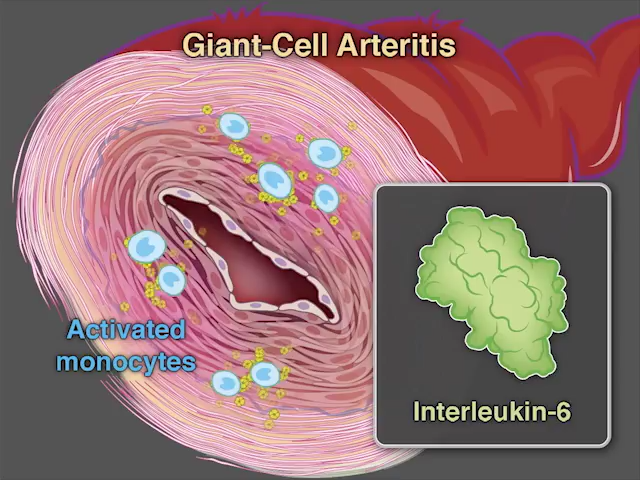 Giant-Cell Arteritis
Activated
monocytes
Interleukin-6